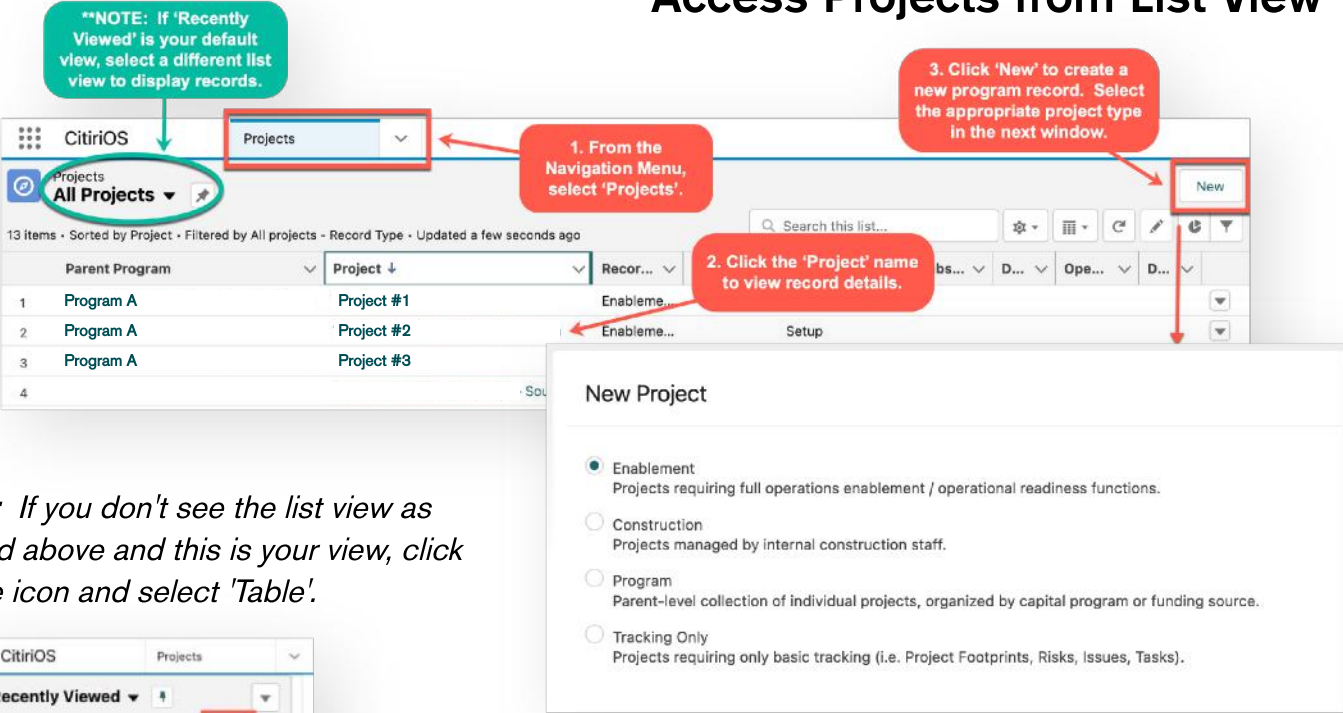 Access Projects from List View
**NOTE: If 'Recently
Viewed' is your default
view, select a different list
view to display records.
3. Click 'New' to create a
new program record. Select
the appropriate project type
in the next window.
CitiriOS
Projects
1. From the
Navigation Menu,
select 'Projects'.
Projects
All Projects
New
13 items • Sorted by Project • Filtered by All projects - Record Type • Updated a few seconds ago
Search this list...
2. Click the 'Project' name
to view record details.
Parent Program Project ↓ Recor... bs... D... Ope... D...
1 Program A Project #1 Enableme...
2 Program A Project #2 Enableme... Setup
3 Program A Project #3
4 - Sou
New Project
Enablement
Projects requiring full operations enablement / operational readiness functions.
Construction
Projects managed by internal construction staff.
Program
Parent-level collection of individual projects, organized by capital program or funding source.
Tracking Only
Projects requiring only basic tracking (i.e. Project Footprints, Risks, Issues, Tasks).
If you don't see the list view as
d above and this is your view, click
e icon and select 'Table'.
CitiriOS Projects
ecently Viewed